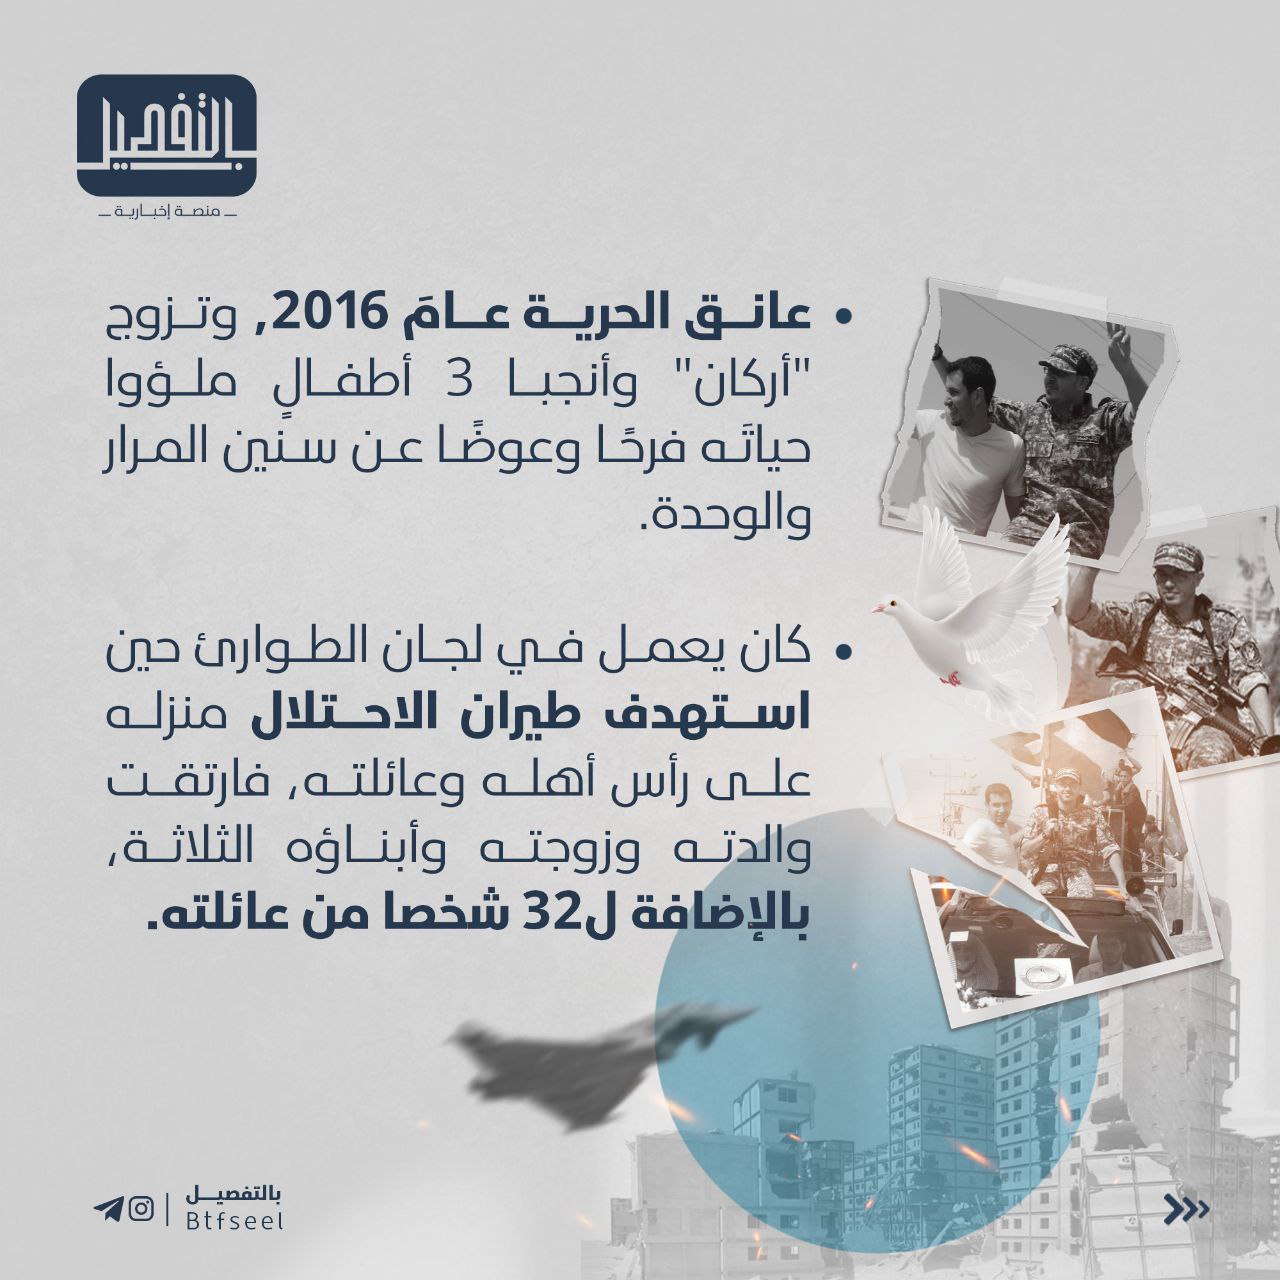 بالتفصيل
منصة إخبارية
عانق الحرية عامَ 2016, وتزوج
"أركان" وأنجبا 3 أطفالٍ ملؤوا
حياتَه فرحًا وعوضًا عن سنين المرار
والوحدة.
كان يعمل في لجان الطوارئ حين
استهدف طيران الاحتلال منزله
على رأس أهله وعائلته، فارتقت
والدته وزوجته وأبناؤه الثلاثة،
بالإضافة ل32 شخصا من عائلته.
بالتفصيل
Btfseel